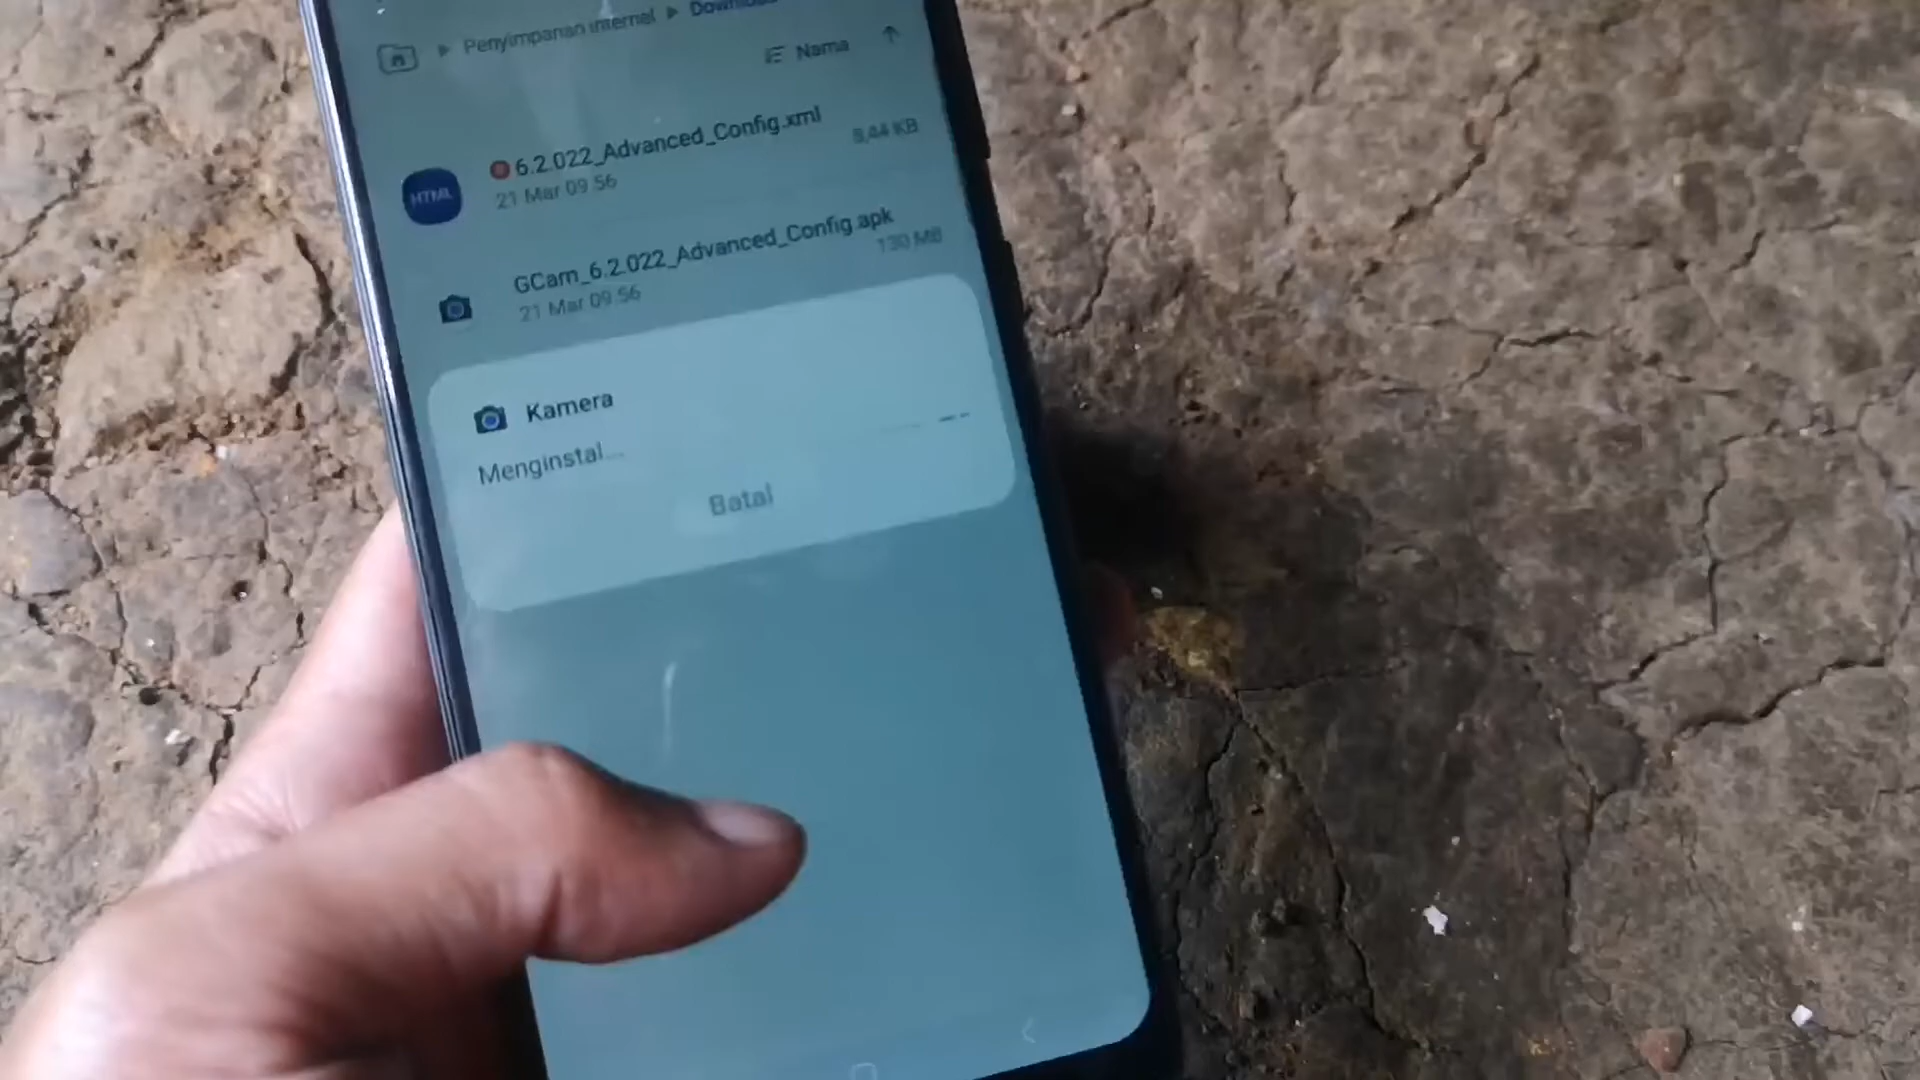 Penyimpanan internal ▸ Download
Nama
6.2.022_Advanced_Config.xml
21 Mar 09.56
8,44 KB
HTML
GCam_6.2.022_Advanced_Config.apk
21 Mar 09.56
130 MB
Kamera
Menginstal...
Batal